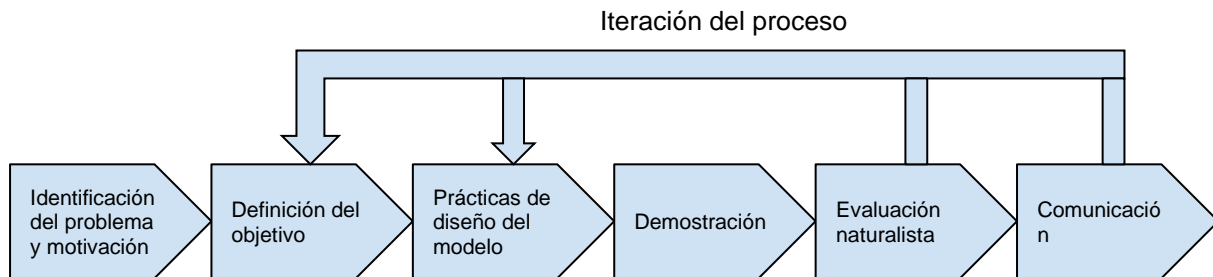 Iteración del proceso
Identificación
del problema
y motivación
Definición del
objetivo
Prácticas de
diseño del
modelo
Demostración
Evaluación
naturalista
Comunicació
n